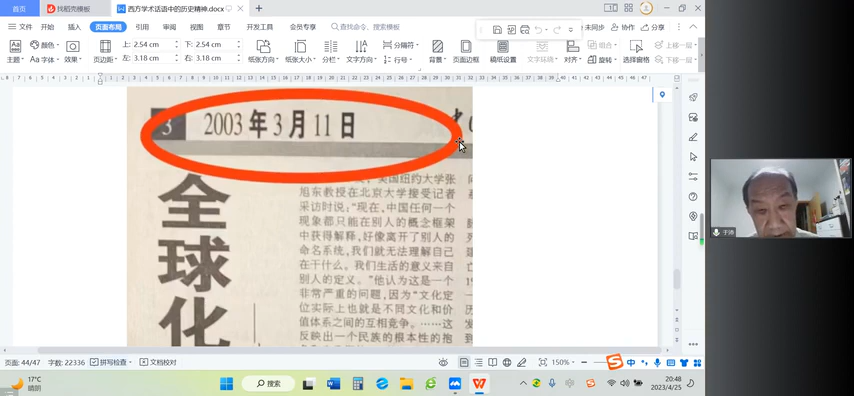 首页
找稻壳模板
西方学术话语中的历史精神.docx
文件
开始
插入
页面布局
引用
审阅
视图
章节
开发工具
会员专享
查找命令、搜索模板
未同步
协作
分享
主题
颜色
字体
效果
页边距
上: 2.54 cm
下: 2.54 cm
左: 3.18 cm
右: 3.18 cm
纸张方向
纸张大小
分栏
文字方向
分隔符
行号
背景
页面边框
稿纸设置
文字环绕
对齐
组合
旋转
选择窗格
上移一层
下移一层
3
2003年3月11日
全球化
美国纽约大学张
旭东教授在北京大学接受记者
采访时说:“现在,中国任何一个
现象都只能在别人的概念框架
中获得解释,好像离开了别人的
命名系统,我们就无法理解自己
在干什么。我们生活的意义来自
别人的定义。”他认为这是一个
非常严重的问题,因为“文化定
位实际上也就是不同文化和价
值体系之间的互相竞争。……这
反映出一个民族的根本性的抱
于沛
页面: 44/47
字数: 22336
拼写检查
文档校对
150%
中
17°C
晴朗
搜索
20:48
2023/4/25